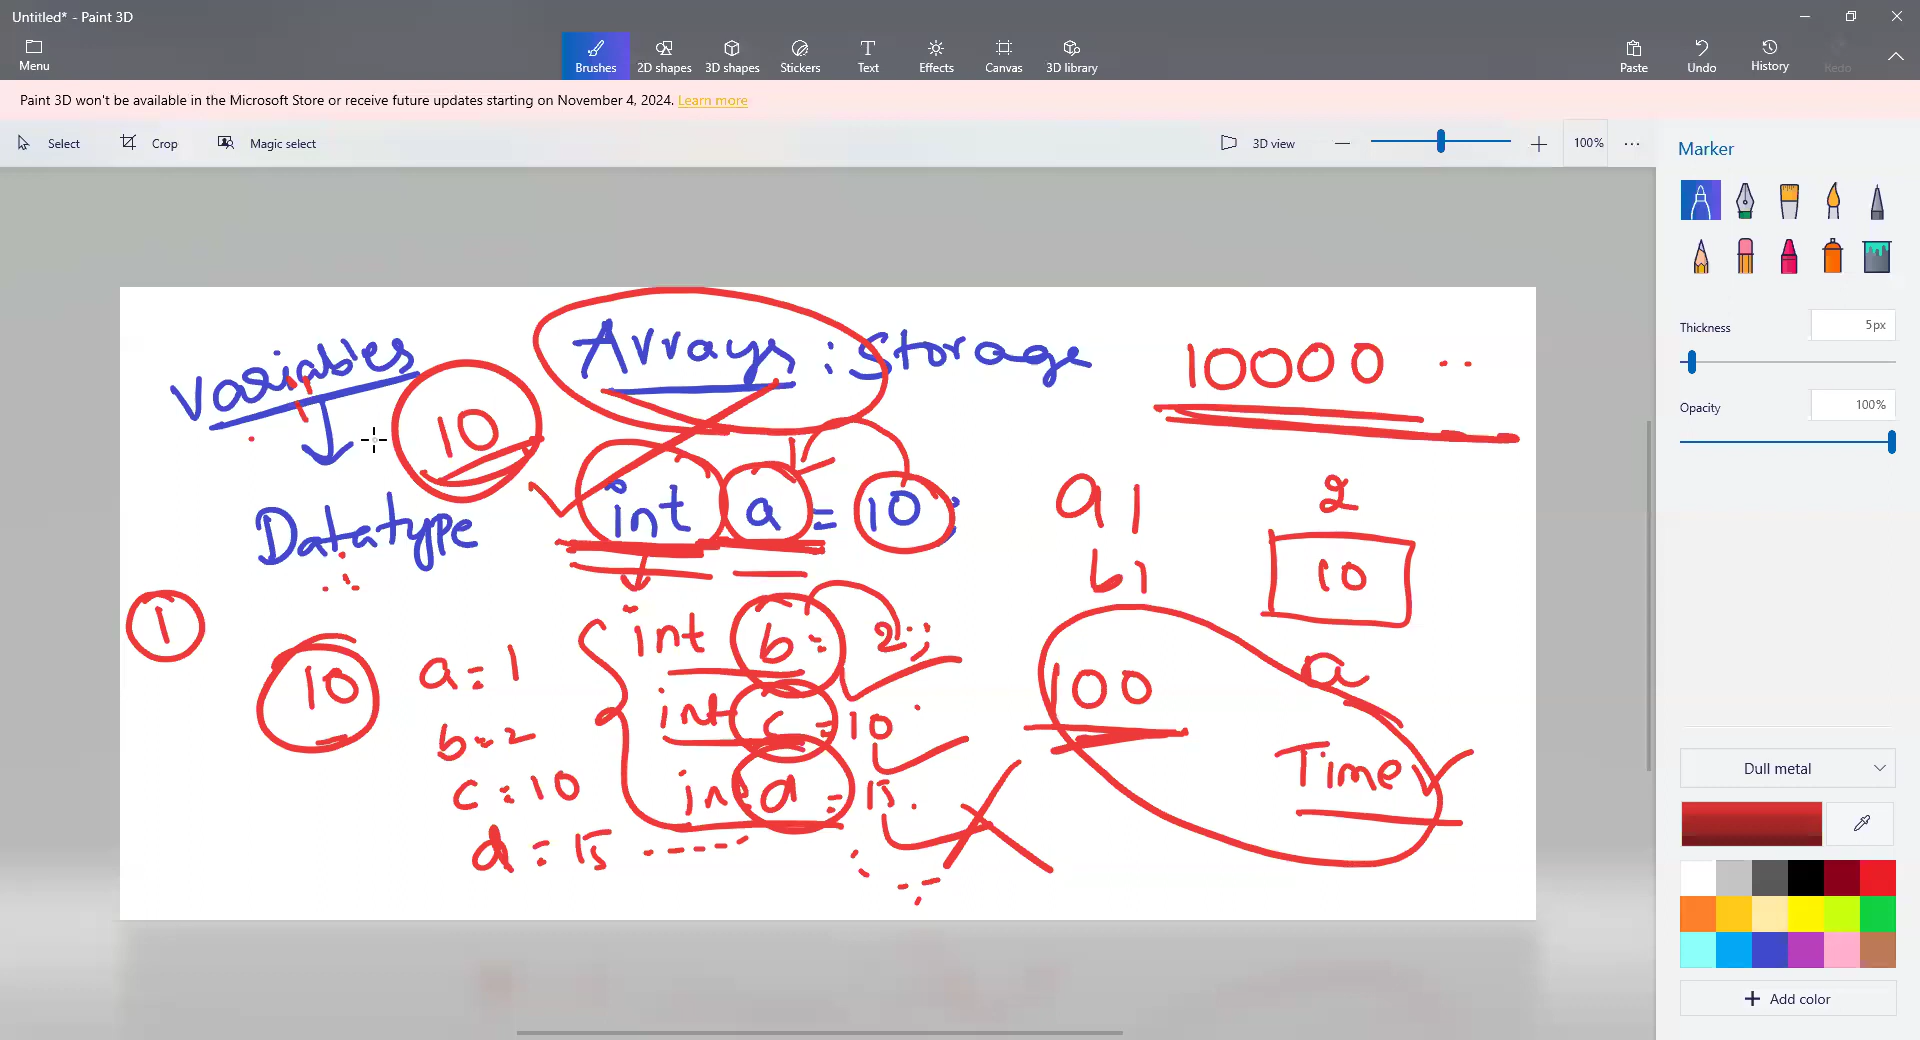 Untitled* - Paint 3D
Menu
Brushes
2D shapes
3D shapes
Stickers
Text
Effects
Canvas
3D library
Paste
Undo
History
Redo
Paint 3D won't be available in the Microsoft Store or receive future updates starting on November 4, 2024. Learn more
Select
Crop
Magic select
3D view
100%
Marker
Thickness
5px
Opacity
100%
Dull metal
Add color
Variables
Arrays : Storage
10000 ..
10
Datatype
int a = 10;
a1
2
b1
10
1
int b = 2;
a
10
a = 1
int c = 10
100
b = 2
Time
c = 10
int d = 15
d = 15 ------